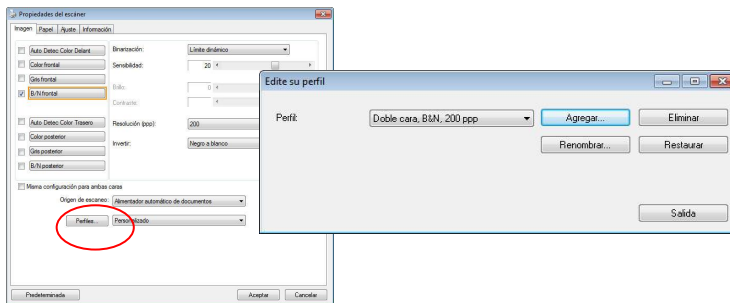 Propiedades del escáner
Imagen Papel Ajuste Información
Auto Detec Color Delant
Color frontal
Gris frontal
B/N frontal
Auto Detec Color Trasero
Color posterior
Gris posterior
B/N posterior
Binarización: Límite dinámico
Sensibilidad: 20
Brillo: 0
Contraste:
Resolución (ppp): 200
Invertir: Negro a blanco
Misma configuración para ambas caras
Origen de escaneo: Alimentador automático de documentos
Perfiles... Personalizado
Predeterminada Aceptar Cancelar
Edite su perfil
Perfil: Doble cara, B&N, 200 ppp Agregar... Eliminar
Renombrar... Restaurar
Salida